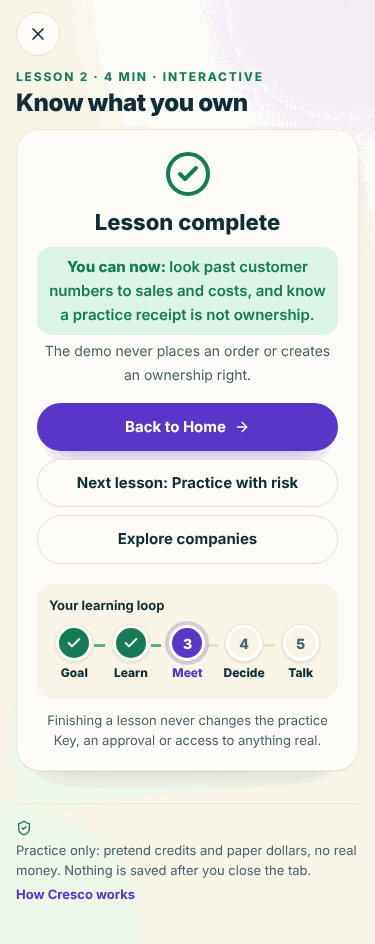 LESSON 2 · 4 MIN · INTERACTIVE
Know what you own
Lesson complete
You can now: look past customer
numbers to sales and costs, and know
a practice receipt is not ownership.
The demo never places an order or creates
an ownership right.
Back to Home →
Next lesson: Practice with risk
Explore companies
Your learning loop
3 4 5
Goal Learn Meet Decide Talk
Finishing a lesson never changes the practice
Key, an approval or access to anything real.
Practice only: pretend credits and paper dollars, no real
money. Nothing is saved after you close the tab.
How Cresco works